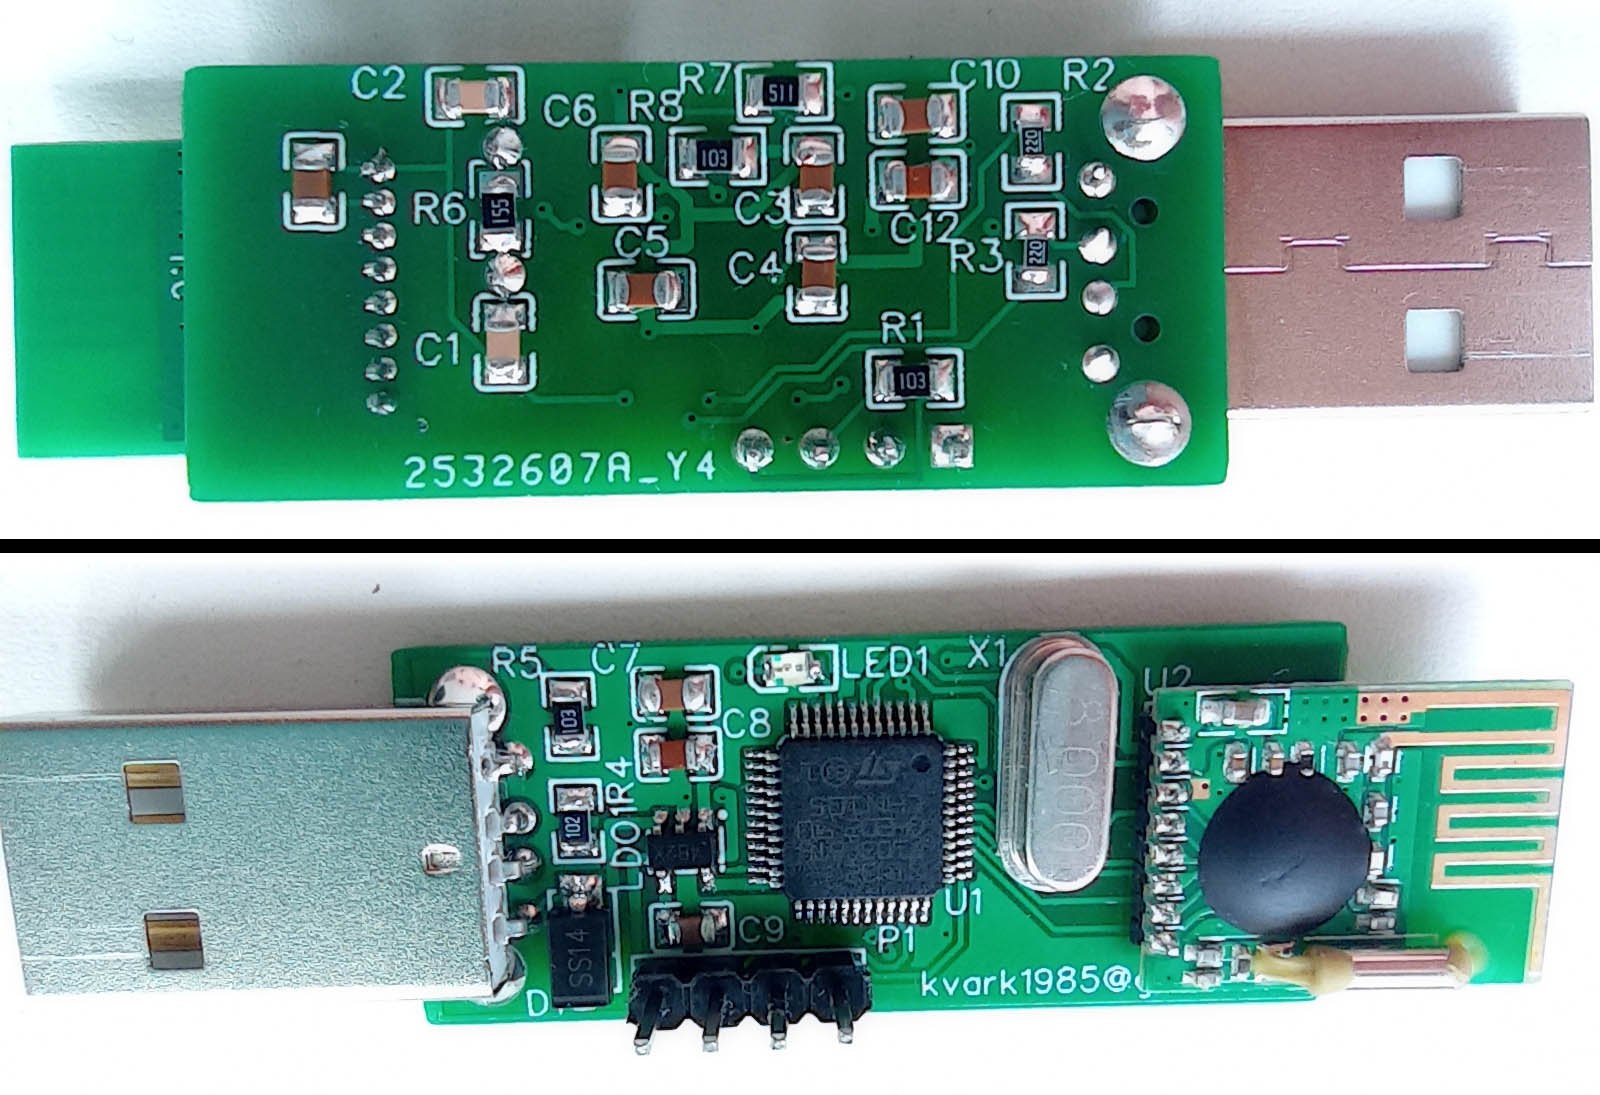 C2
R7
C10
R2
C6
R8
511
103
220
R6
155
C3
C12
C5
C4
R3
220
R1
C1
103
2532607A_Y4
R5
C7
LED1
X1
U2
103
C8
R4
102
LDO1
U1
C9
P1
SS14
kvark1985@